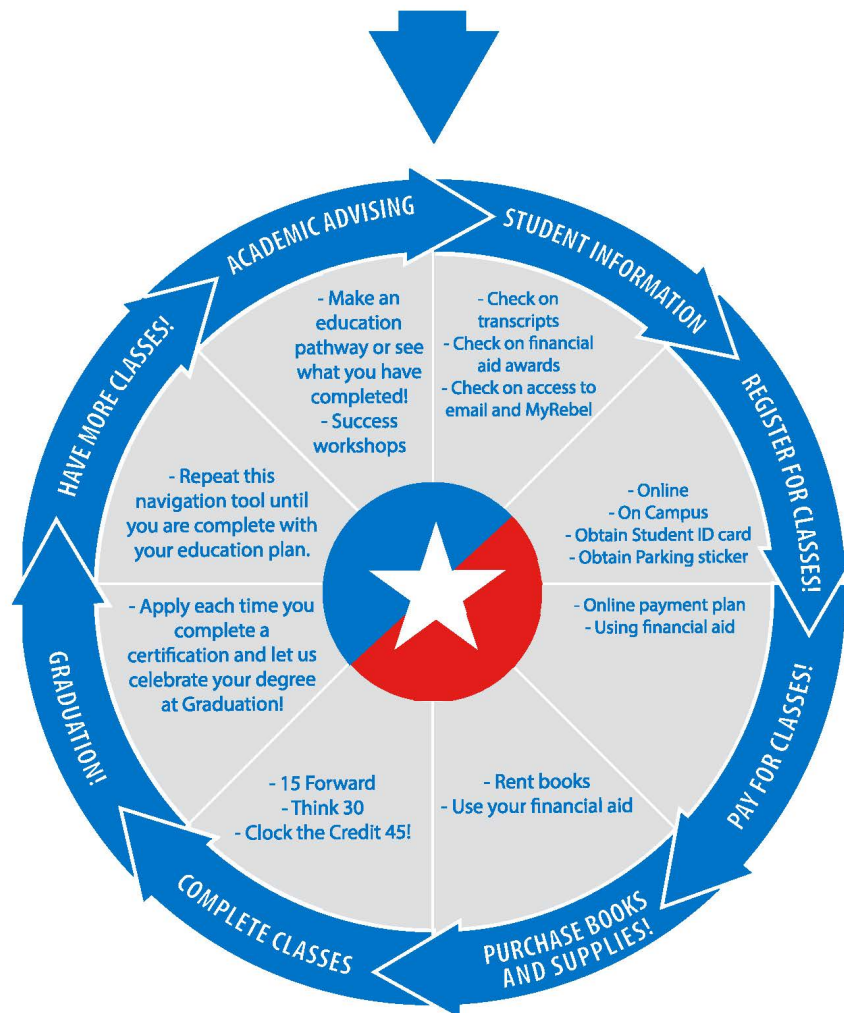 STUDENT INFORMATION
- Check on
transcripts
- Check on financial
aid awards
- Check on access to
email and MyRebel
REGISTER FOR CLASSES!
- Online
- On Campus
- Obtain Student ID card
- Obtain Parking sticker
PAY FOR CLASSES!
- Online payment plan
- Using financial aid
PURCHASE BOOKS
AND SUPPLIES!
- Rent books
- Use your financial aid
COMPLETE CLASSES
- 15 Forward
- Think 30
- Clock the Credit 45!
GRADUATION!
- Apply each time you
complete a
certification and let us
celebrate your degree
at Graduation!
HAVE MORE CLASSES!
- Repeat this
navigation tool until
you are complete with
your education plan.
ACADEMIC ADVISING
- Make an
education
pathway or see
what you have
completed!
- Success
workshops